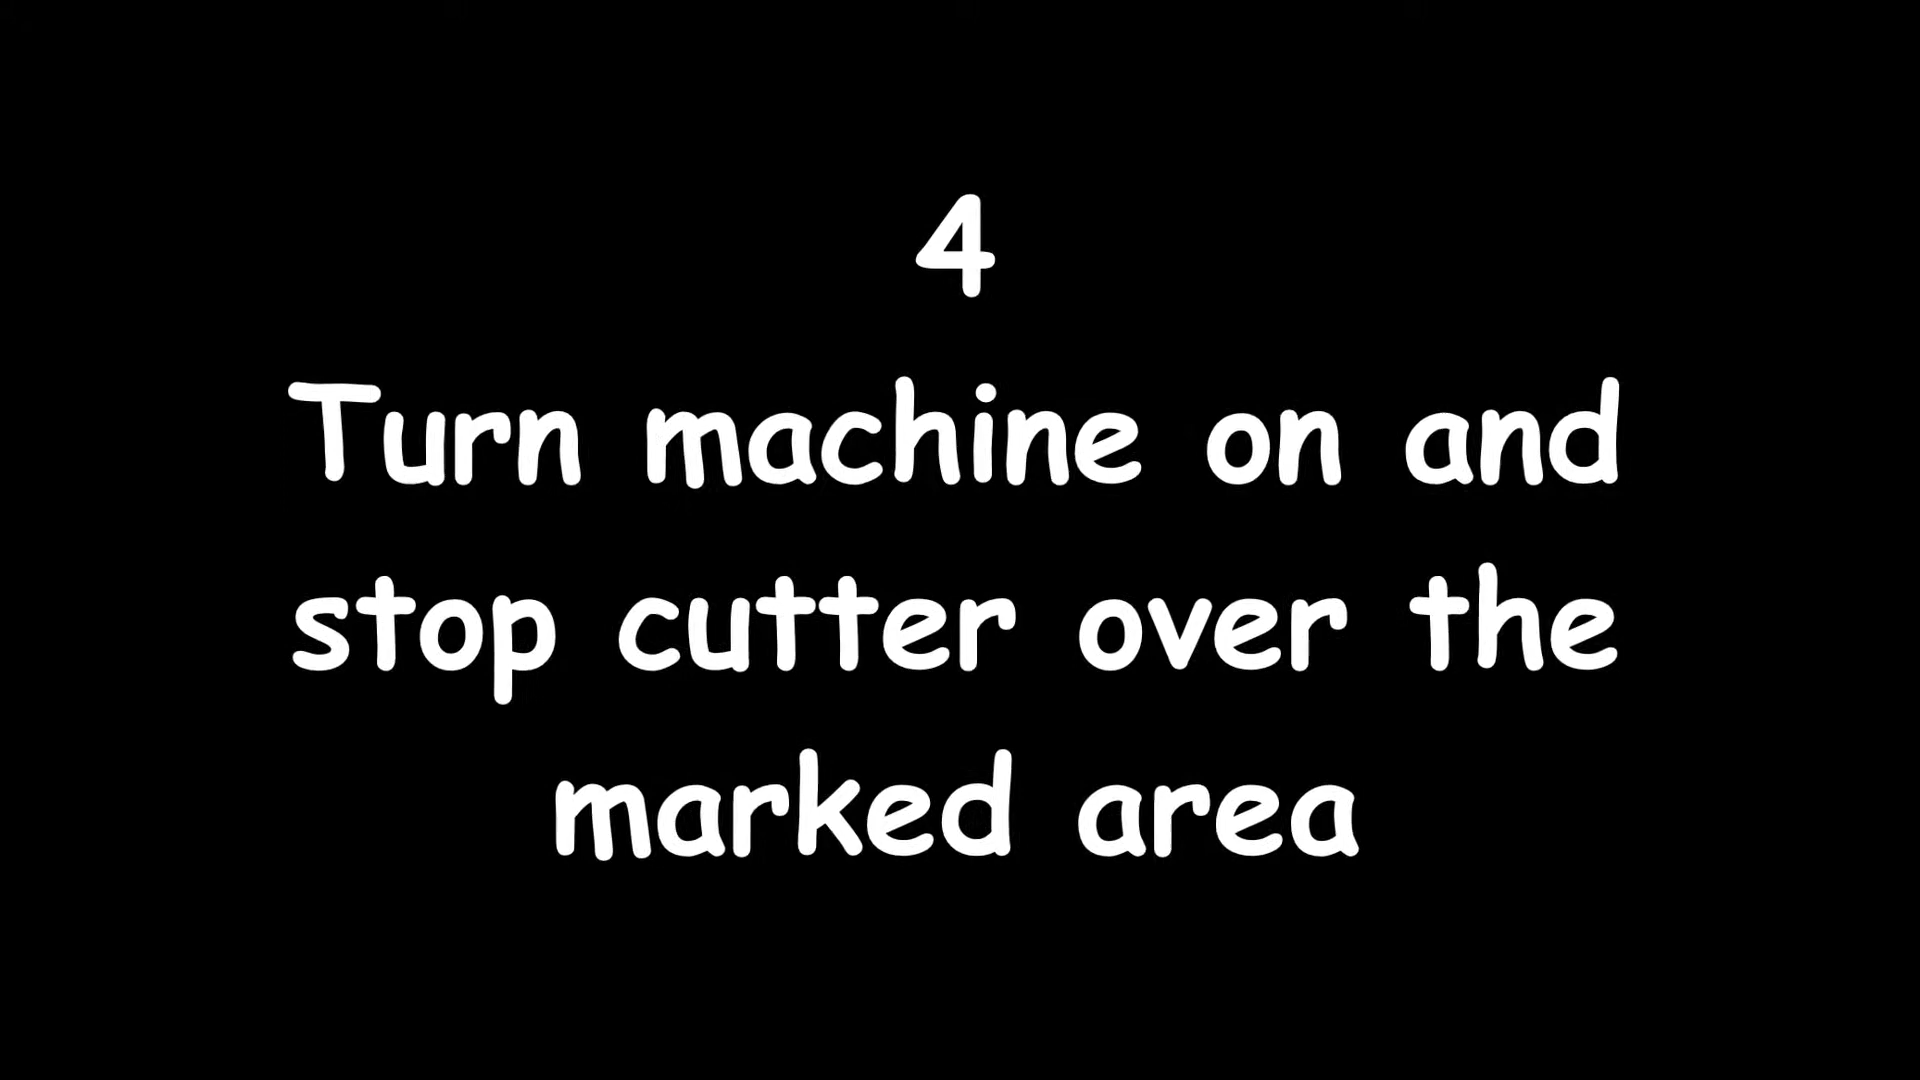 4
Turn machine on and
stop cutter over the
marked area